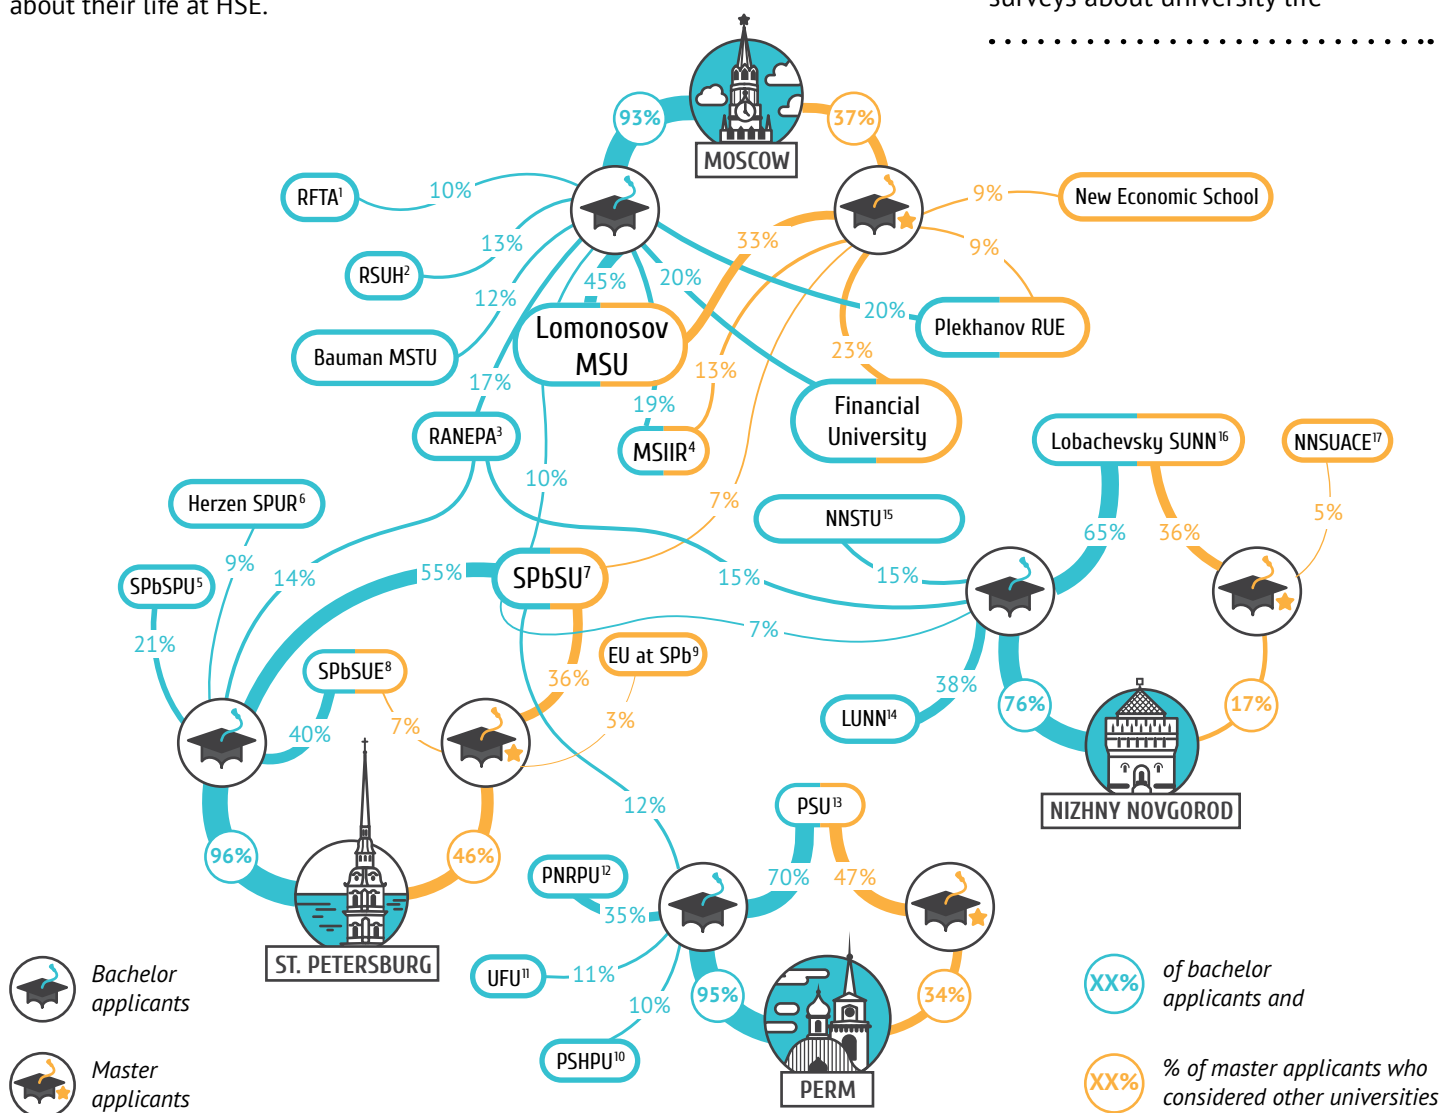 about their life at HSE.
surveys about university life
MOSCOW
93%
37%
RFTA¹
10%
9%
New Economic School
RSUH²
13%
33%
9%
12%
45%
20%
20%
Bauman MSTU
Lomonosov
MSU
Plekhanov RUE
17%
13%
23%
19%
Financial
University
RANEPA³
MSIIR⁴
Lobachevsky SUNN¹⁶
NNSUACE¹⁷
10%
7%
Herzen SPUR⁶
NNSTU¹⁵
5%
65%
36%
9%
14%
55%
SPbSU⁷
15%
15%
SPbSPU⁵
21%
7%
SPbSUE⁸
EU at SPb⁹
36%
38%
40%
7%
3%
LUNN¹⁴
76%
17%
12%
PSU¹³
NIZHNY NOVGOROD
96%
46%
PNRPU¹²
70%
47%
35%
ST. PETERSBURG
UFU¹¹
11%
95%
34%
10%
PSHPU¹⁰
PERM
Bachelor
applicants
Master
applicants
XX%
of bachelor
applicants and
XX%
% of master applicants who
considered other universities